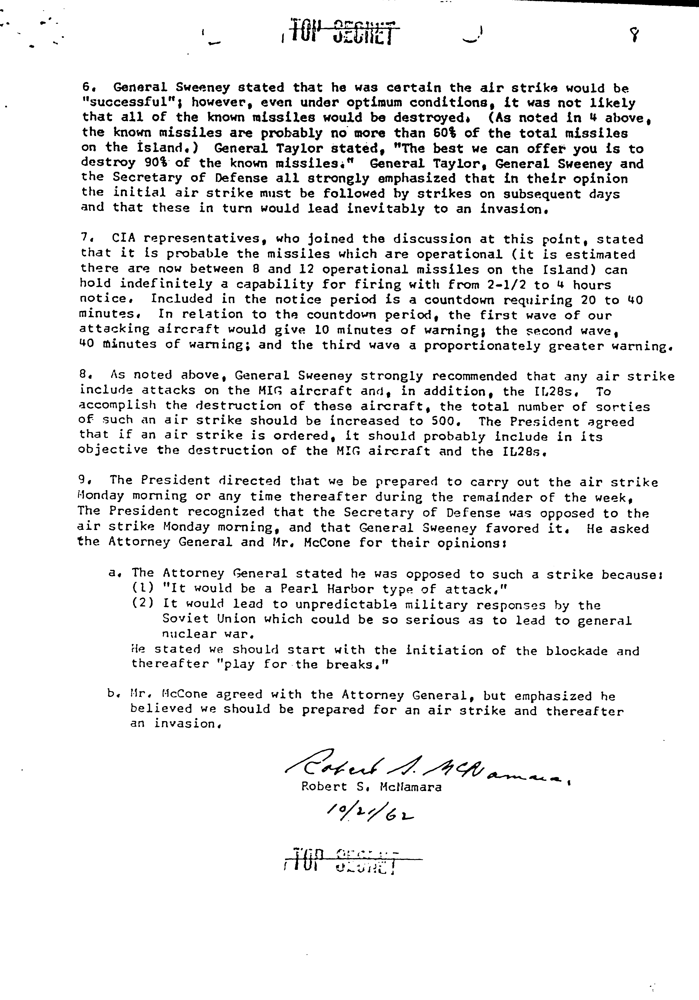 TOP SECRET
8
6. General Sweeney stated that he was certain the air strike would be
"successful"; however, even under optimum conditions, it was not likely
that all of the known missiles would be destroyed. (As noted in 4 above,
the known missiles are probably no more than 60% of the total missiles
on the Island.) General Taylor stated, "The best we can offer you is to
destroy 90% of the known missiles." General Taylor, General Sweeney and
the Secretary of Defense all strongly emphasized that in their opinion
the initial air strike must be followed by strikes on subsequent days
and that these in turn would lead inevitably to an invasion.
7. CIA representatives, who joined the discussion at this point, stated
that it is probable the missiles which are operational (it is estimated
there are now between 8 and 12 operational missiles on the Island) can
hold indefinitely a capability for firing with from 2-1/2 to 4 hours
notice. Included in the notice period is a countdown requiring 20 to 40
minutes. In relation to the countdown period, the first wave of our
attacking aircraft would give 10 minutes of warning; the second wave,
40 minutes of warning; and the third wave a proportionately greater warning.
8. As noted above, General Sweeney strongly recommended that any air strike
include attacks on the MIG aircraft and, in addition, the IL28s. To
accomplish the destruction of these aircraft, the total number of sorties
of such an air strike should be increased to 500. The President agreed
that if an air strike is ordered, it should probably include in its
objective the destruction of the MIG aircraft and the IL28s.
9. The President directed that we be prepared to carry out the air strike
Monday morning or any time thereafter during the remainder of the week.
The President recognized that the Secretary of Defense was opposed to the
air strike Monday morning, and that General Sweeney favored it. He asked
the Attorney General and Mr. McCone for their opinions:
a. The Attorney General stated he was opposed to such a strike because:
(1) "It would be a Pearl Harbor type of attack."
(2) It would lead to unpredictable military responses by the
Soviet Union which could be so serious as to lead to general
nuclear war.
He stated we should start with the initiation of the blockade and
thereafter "play for the breaks."
b. Mr. McCone agreed with the Attorney General, but emphasized he
believed we should be prepared for an air strike and thereafter
an invasion.
Robert S. McNamara
Robert S. McNamara
10/21/62
TOP SECRET